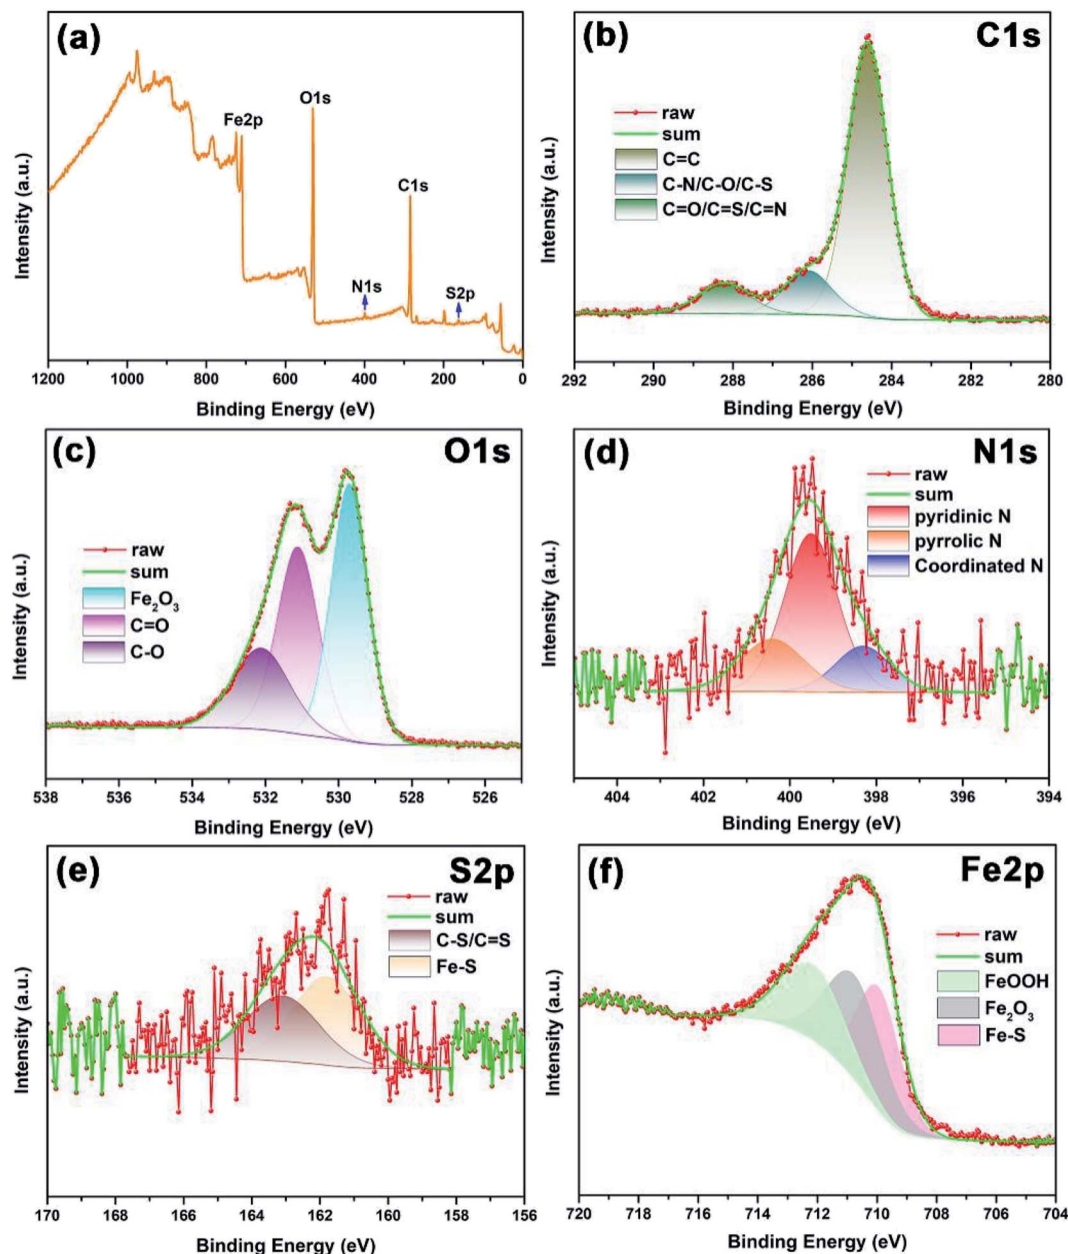 (a)
Fe2p
O1s
C1s
N1s
S2p
Intensity (a.u.)
1200 1000 800 600 400 200 0
Binding Energy (eV)
(b) C1s
raw
sum
C=C
C-N/C-O/C-S
C=O/C=S/C=N
Intensity (a.u.)
292 290 288 286 284 282 280
Binding Energy (eV)
(c) O1s
raw
sum
Fe₂O₃
C=O
C-O
Intensity (a.u.)
538 536 534 532 530 528 526
Binding Energy (eV)
(d) N1s
raw
sum
pyridinic N
pyrrolic N
Coordinated N
Intensity (a.u.)
404 402 400 398 396 394
Binding Energy (eV)
(e) S2p
raw
sum
C-S/C=S
Fe-S
Intensity (a.u.)
170 168 166 164 162 160 158 156
Binding Energy (eV)
(f) Fe2p
raw
sum
FeOOH
Fe₂O₃
Fe-S
Intensity (a.u.)
720 718 716 714 712 710 708 706 704
Binding Energy (eV)